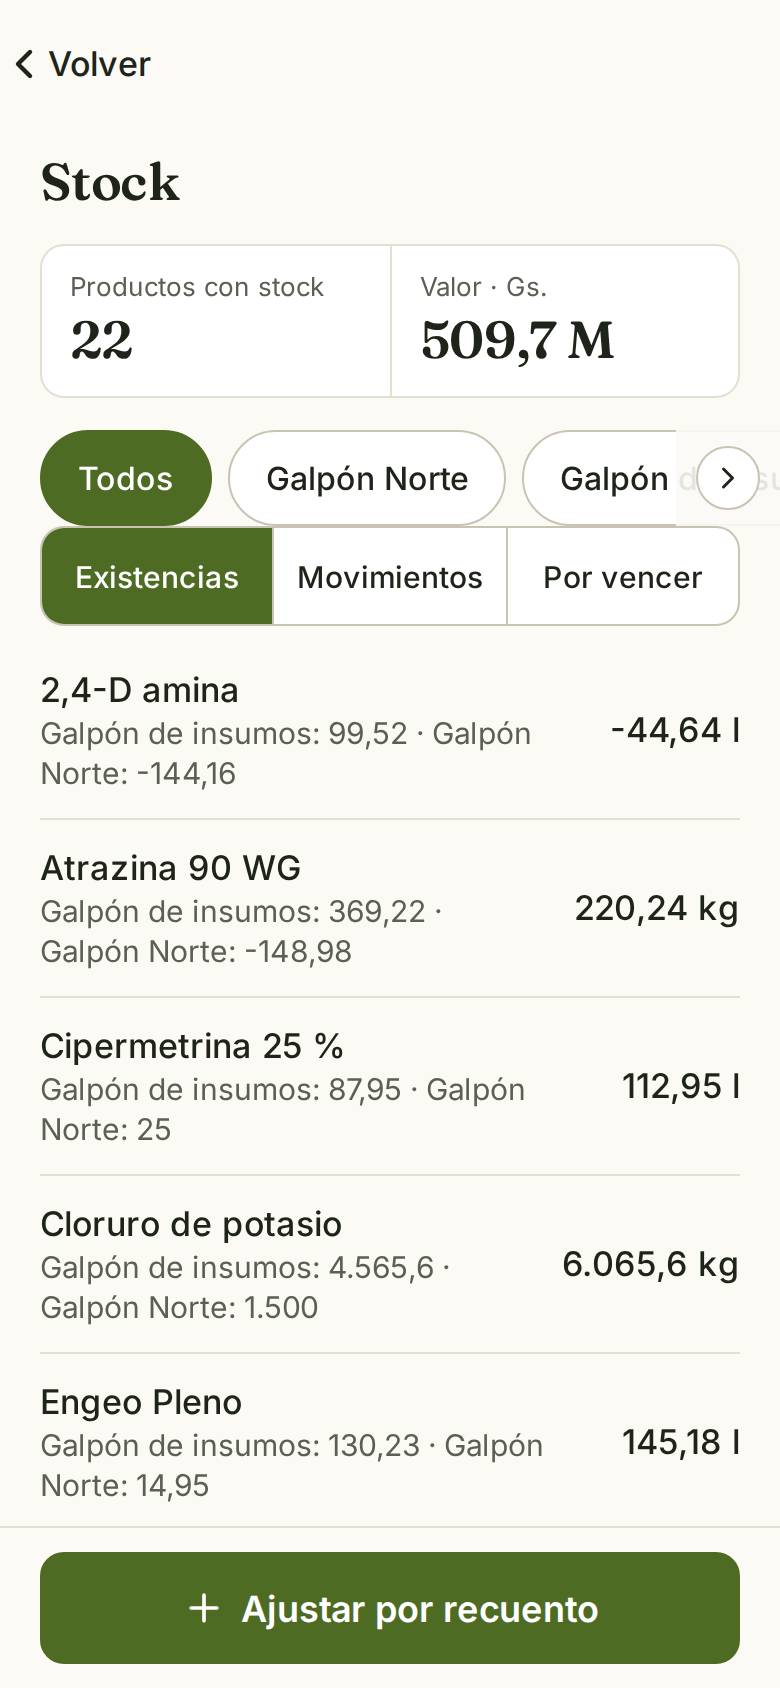 Volver
Stock
Productos con stock
22
Valor · Gs.
509,7 M
Todos
Galpón Norte
Galpón
Existencias
Movimientos
Por vencer
2,4-D amina
Galpón de insumos: 99,52 · Galpón
Norte: -144,16
-44,64 l
Atrazina 90 WG
Galpón de insumos: 369,22 ·
Galpón Norte: -148,98
220,24 kg
Cipermetrina 25 %
Galpón de insumos: 87,95 · Galpón
Norte: 25
112,95 l
Cloruro de potasio
Galpón de insumos: 4.565,6 ·
Galpón Norte: 1.500
6.065,6 kg
Engeo Pleno
Galpón de insumos: 130,23 · Galpón
Norte: 14,95
145,18 l
+ Ajustar por recuento